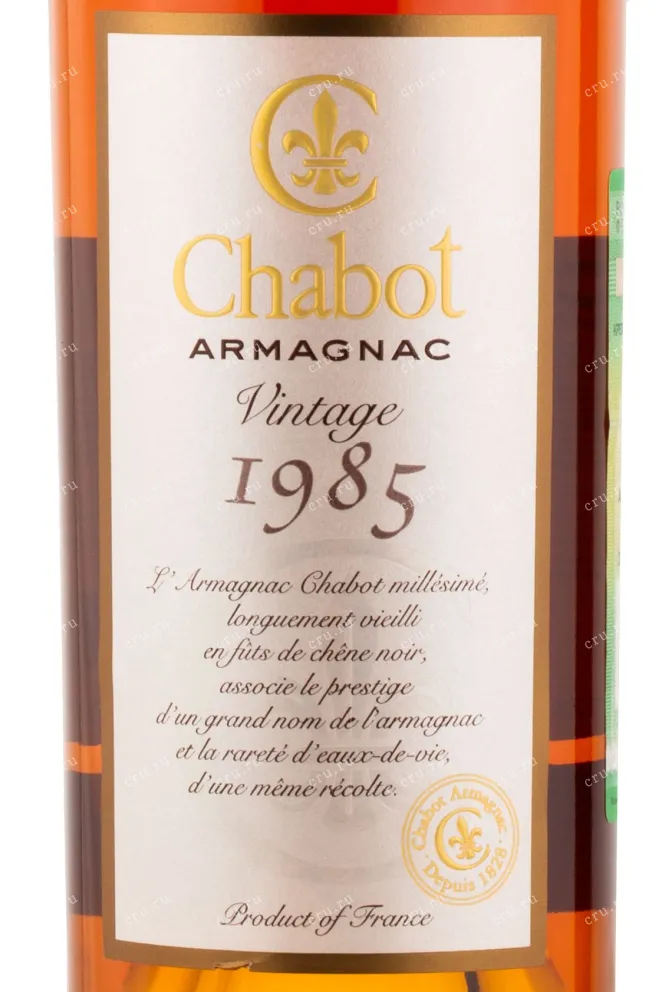 Chabot
ARMAGNAC
Vintage
1985
L'Armagnac Chabot millésimé,
longuement vieilli
en fûts de chêne noir,
associe le prestige
d'un grand nom de l'armagnac
et la rareté d'eaux-de-vie,
d'une même récolte.
Chabot Armagnac
Depuis 1828
Product of France
cru.ru